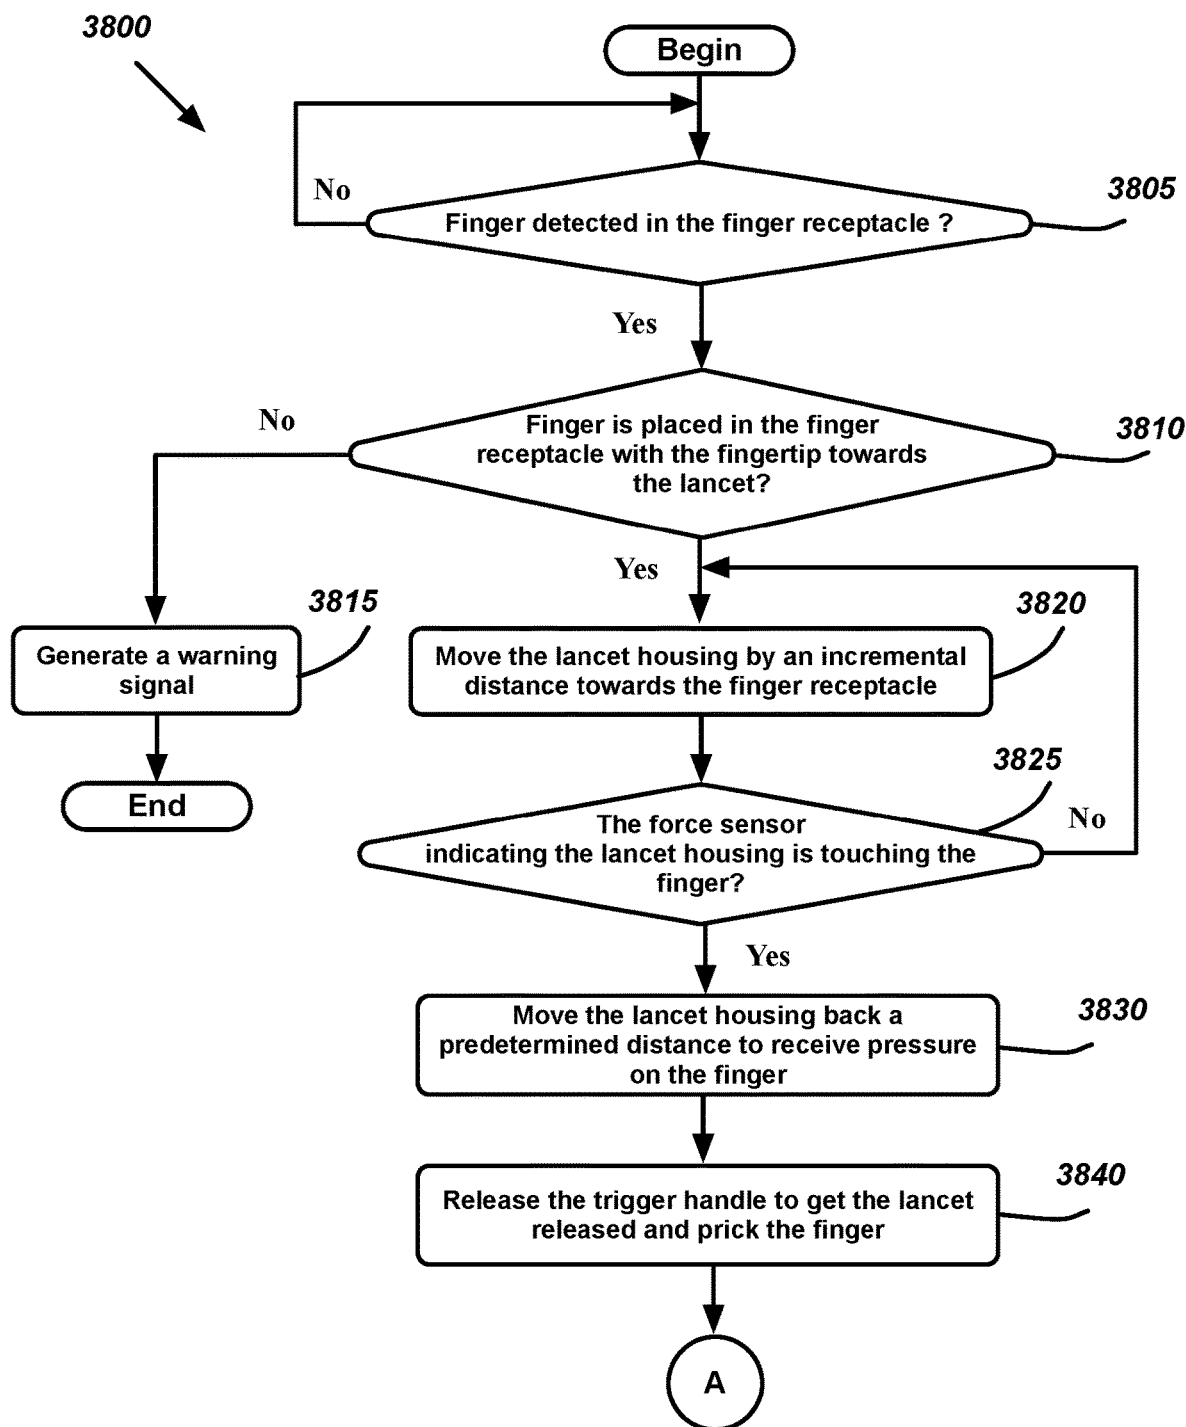 3800
Begin
No
Finger detected in the finger receptacle ?
3805
Yes
No
Finger is placed in the finger
receptacle with the fingertip towards
the lancet?
3810
Yes
3815
Generate a warning
signal
End
3820
Move the lancet housing by an incremental
distance towards the finger receptacle
3825
The force sensor
indicating the lancet housing is touching the
finger?
No
Yes
Move the lancet housing back a
predetermined distance to receive pressure
on the finger
3830
3840
Release the trigger handle to get the lancet
released and prick the finger
A